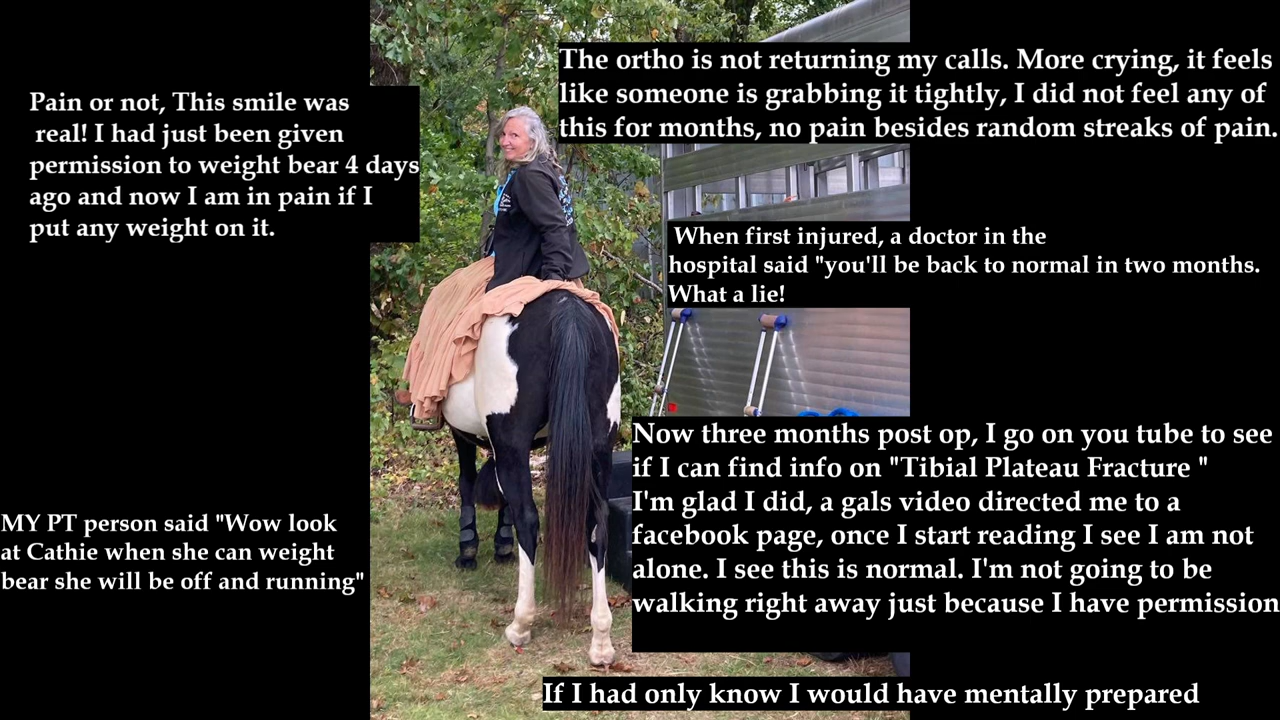 Pain or not, This smile was
real! I had just been given
permission to weight bear 4 days
ago and now I am in pain if I
put any weight on it.
The ortho is not returning my calls. More crying, it feels
like someone is grabbing it tightly, I did not feel any of
this for months, no pain besides random streaks of pain.
When first injured, a doctor in the
hospital said "you'll be back to normal in two months.
What a lie!
MY PT person said "Wow look
at Cathie when she can weight
bear she will be off and running"
Now three months post op, I go on you tube to see
if I can find info on "Tibial Plateau Fracture "
I'm glad I did, a gals video directed me to a
facebook page, once I start reading I see I am not
alone. I see this is normal. I'm not going to be
walking right away just because I have permission
If I had only know I would have mentally prepared